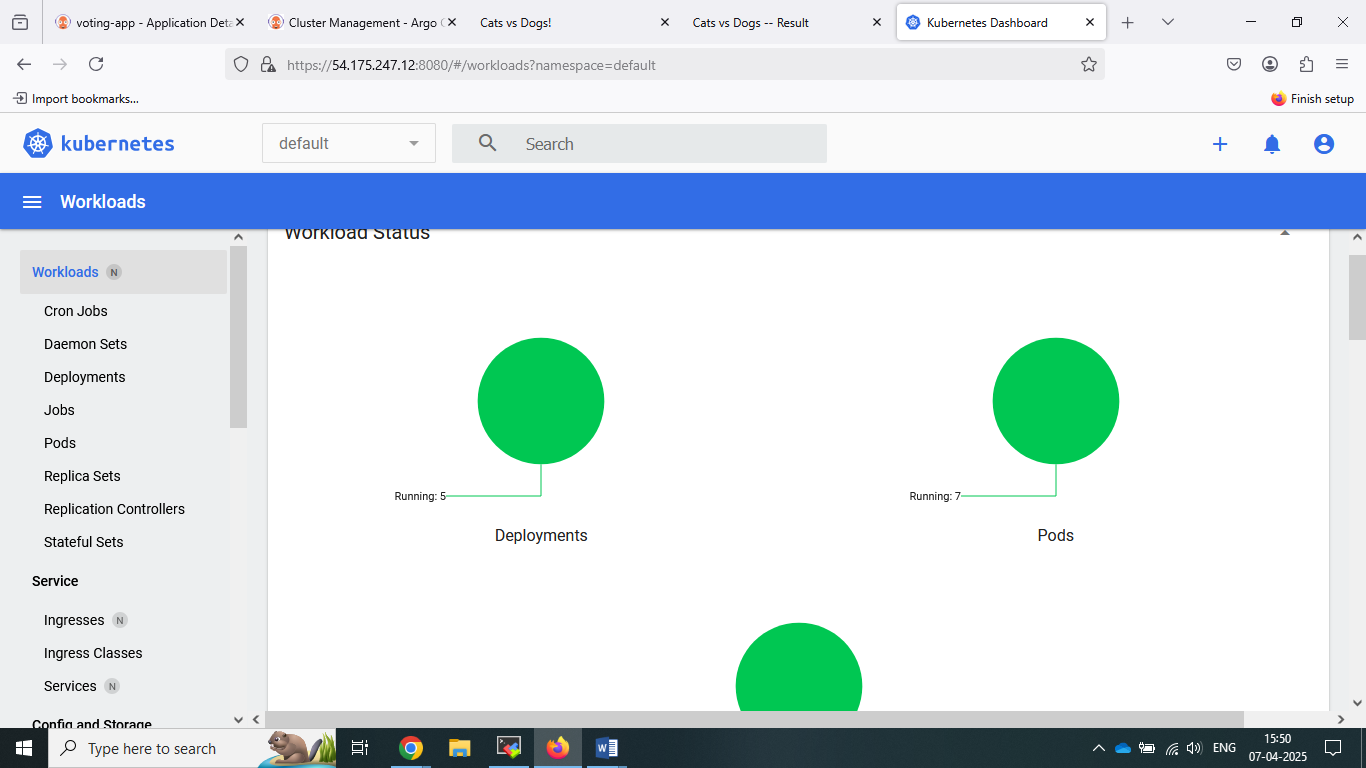 voting-app - Application Deta
Cluster Management - Argo C
Cats vs Dogs!
Cats vs Dogs -- Result
Kubernetes Dashboard
https://54.175.247.12:8080/#/workloads?namespace=default
Import bookmarks...
Finish setup
kubernetes
default
Search
Workloads
Workload Status
Workloads N
Cron Jobs
Daemon Sets
Deployments
Jobs
Pods
Replica Sets
Replication Controllers
Stateful Sets
Service
Ingresses N
Ingress Classes
Services N
Config and Storage
Running: 5
Deployments
Running: 7
Pods
Type here to search
ENG
15:50
07-04-2025